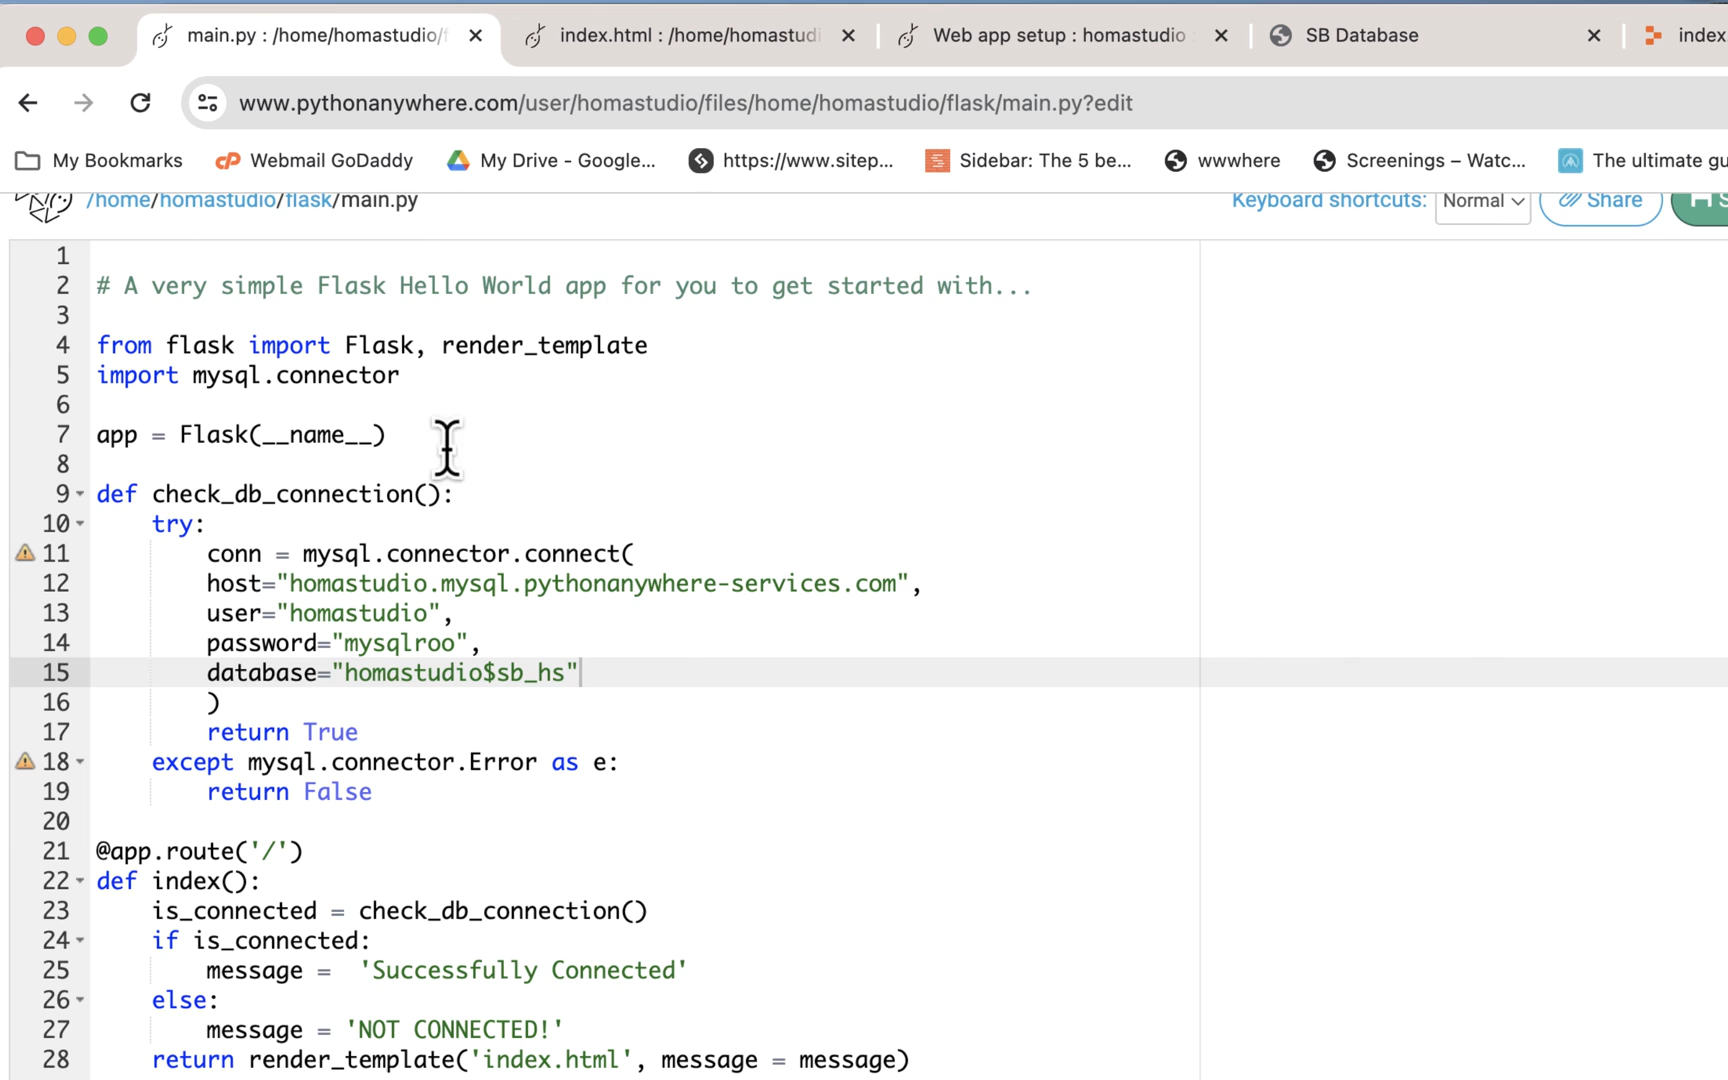 main.py : /home/homastudio/f
index.html : /home/homastudi
Web app setup : homastudio
SB Database
index.
www.pythonanywhere.com/user/homastudio/files/home/homastudio/flask/main.py?edit
My Bookmarks
Webmail GoDaddy
My Drive - Google...
https://www.sitep...
Sidebar: The 5 be...
wwwhere
Screenings – Watc...
The ultimate gu
/home/homastudio/flask/main.py
Keyboard shortcuts:
Normal
Share
S
1
2 # A very simple Flask Hello World app for you to get started with...
3
4 from flask import Flask, render_template
5 import mysql.connector
6
7 app = Flask(__name__)
8
9 def check_db_connection():
10 try:
11 conn = mysql.connector.connect(
12 host="homastudio.mysql.pythonanywhere-services.com",
13 user="homastudio",
14 password="mysqlroo",
15 database="homastudio$sb_hs"
16 )
17 return True
18 except mysql.connector.Error as e:
19 return False
20
21 @app.route('/')
22 def index():
23 is_connected = check_db_connection()
24 if is_connected:
25 message =  'Successfully Connected'
26 else:
27 message = 'NOT CONNECTED!'
28 return render_template('index.html', message = message)